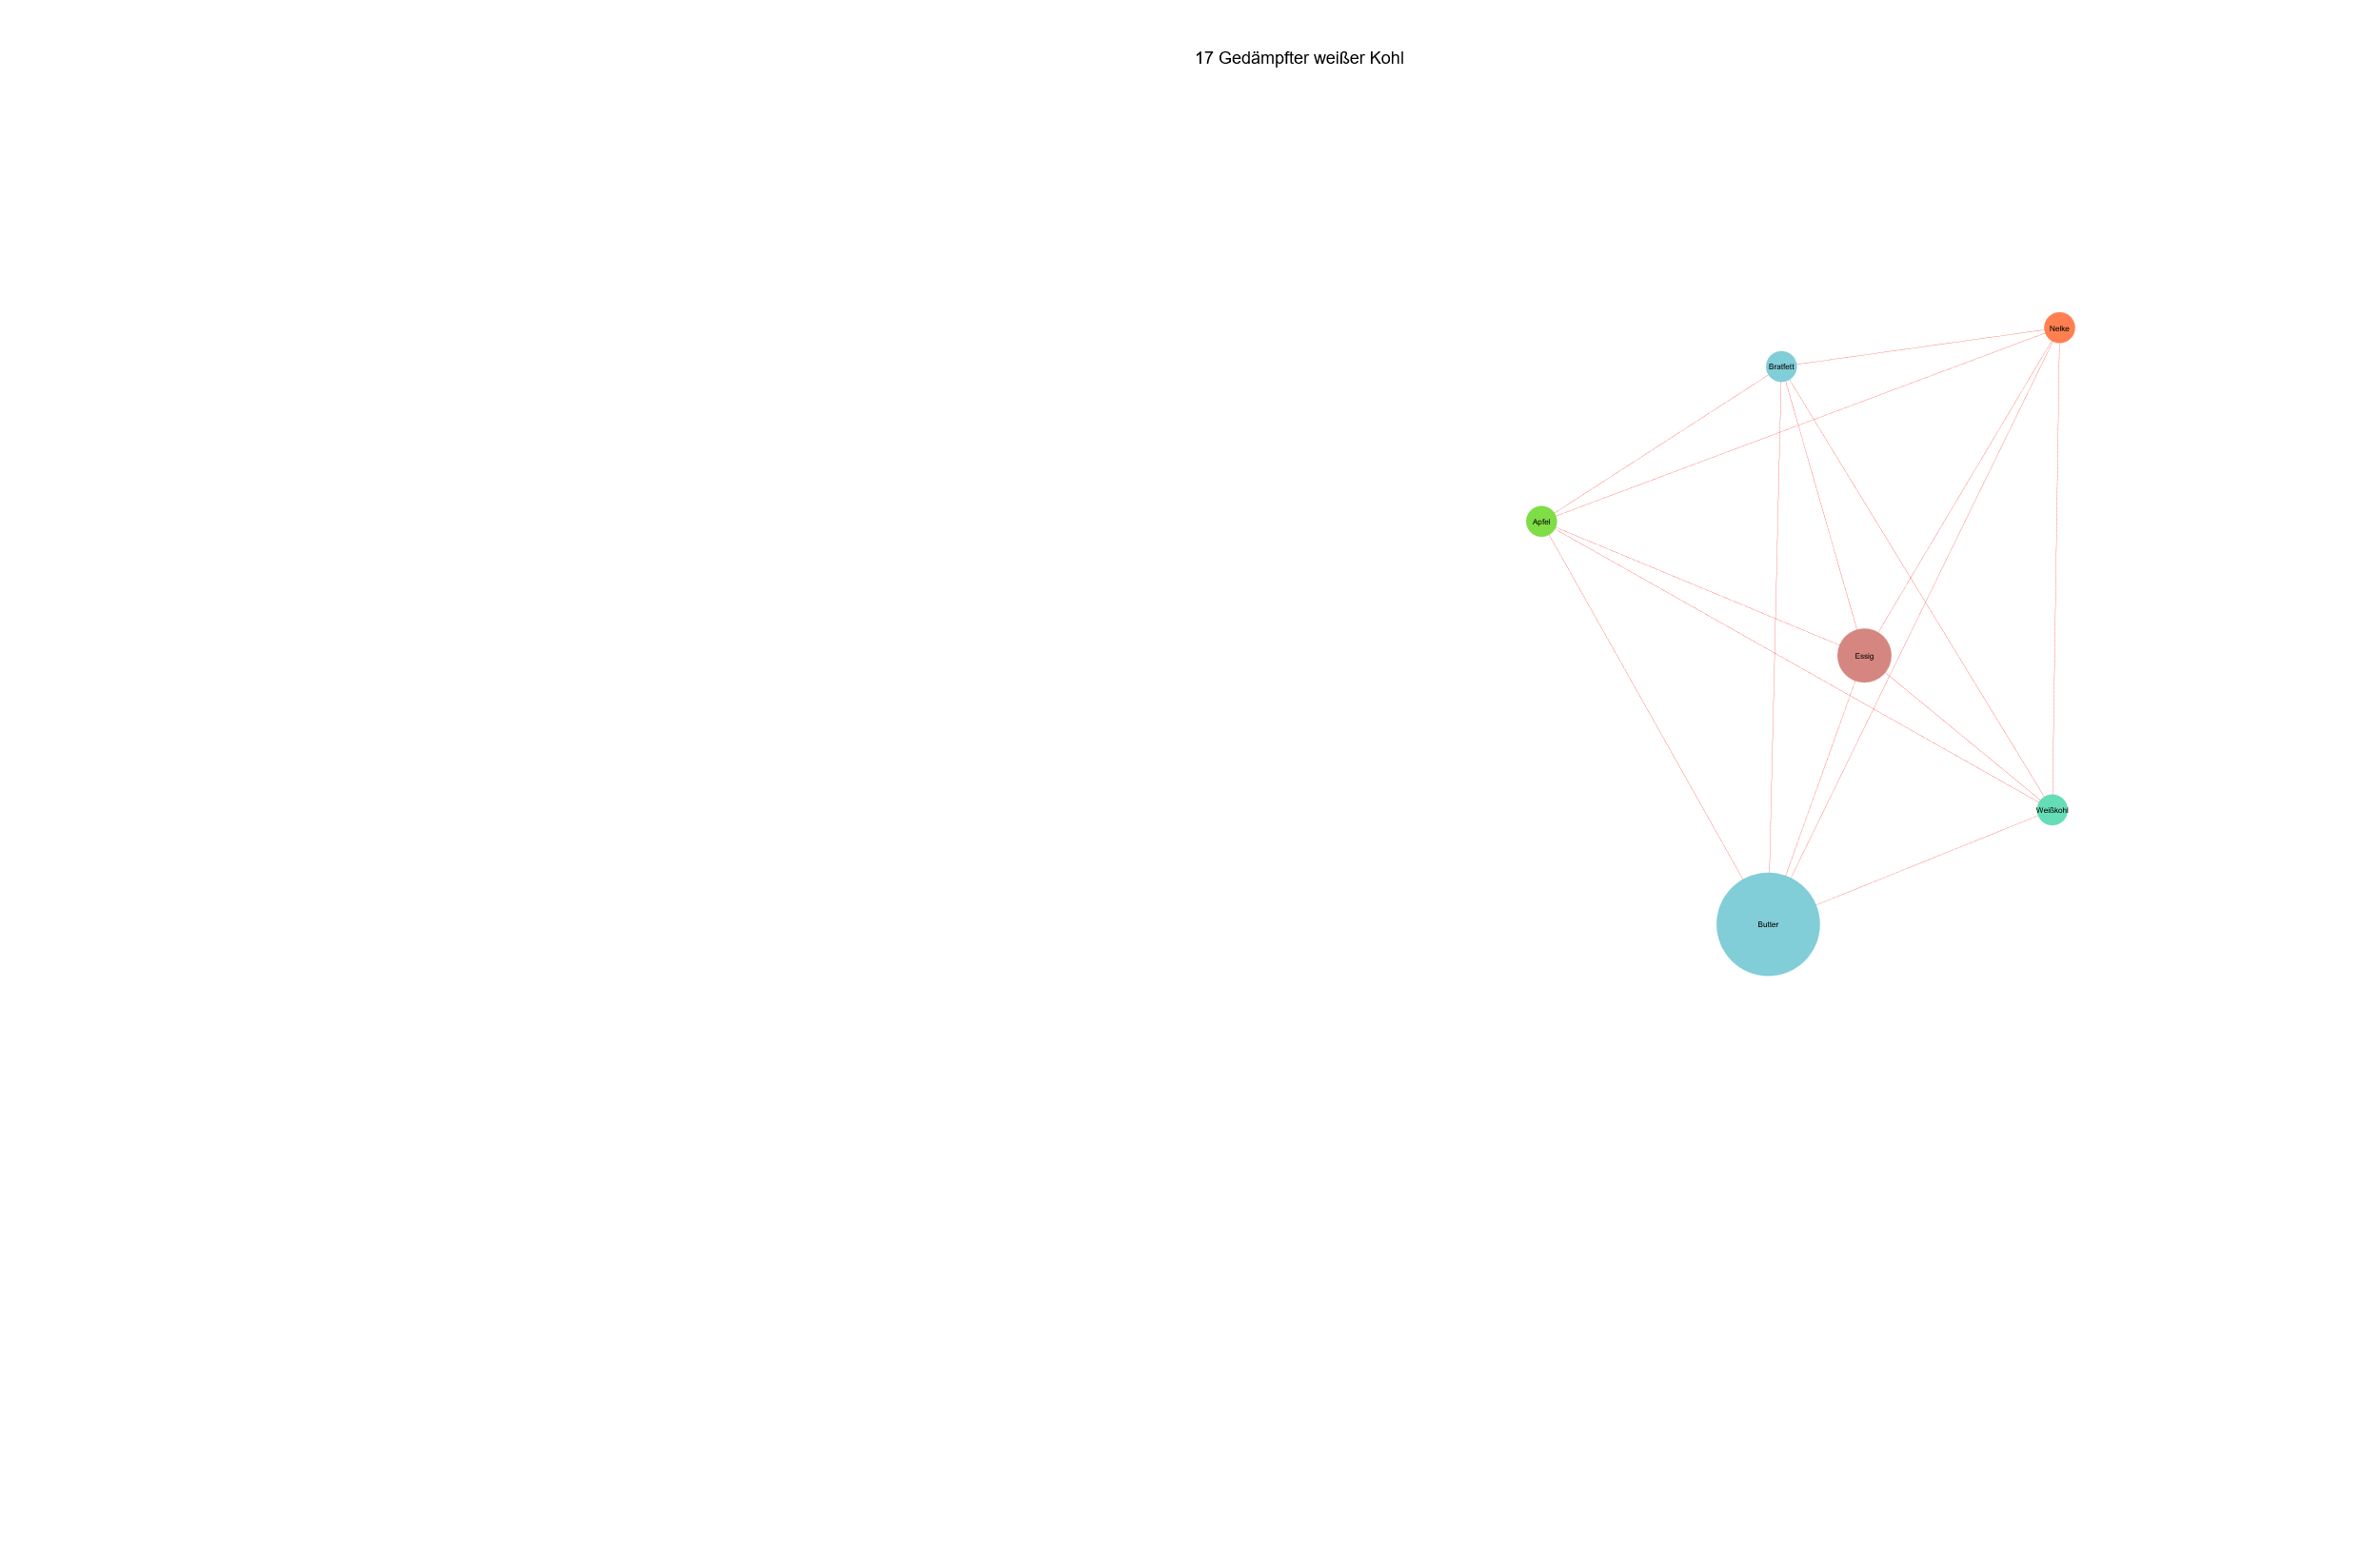 17 Gedämpfter weißer Kohl
Nelke
Bratfett
Apfel
Essig
Weißkohl
Butter